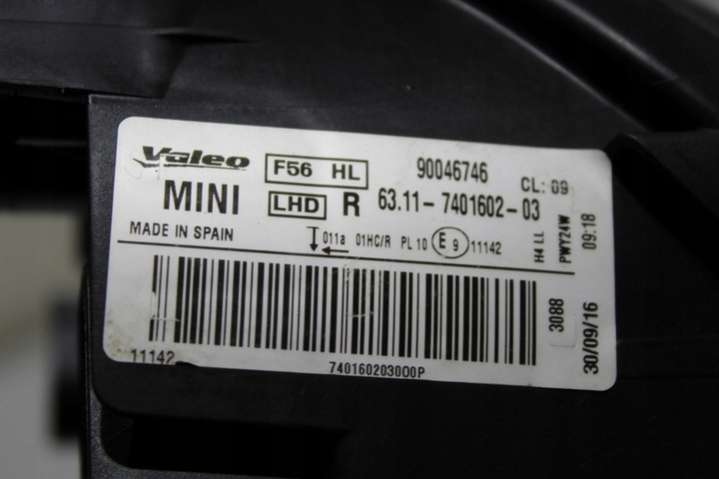 Valeo F56 HL 90046746 CL: 09
MINI LHD R 63.11-7401602-03
MADE IN SPAIN 011a 01HC/R PL 10 E 9 11142
H4 LL
PWY24W
09:18
3088
30/09/16
11142
74016020300OP